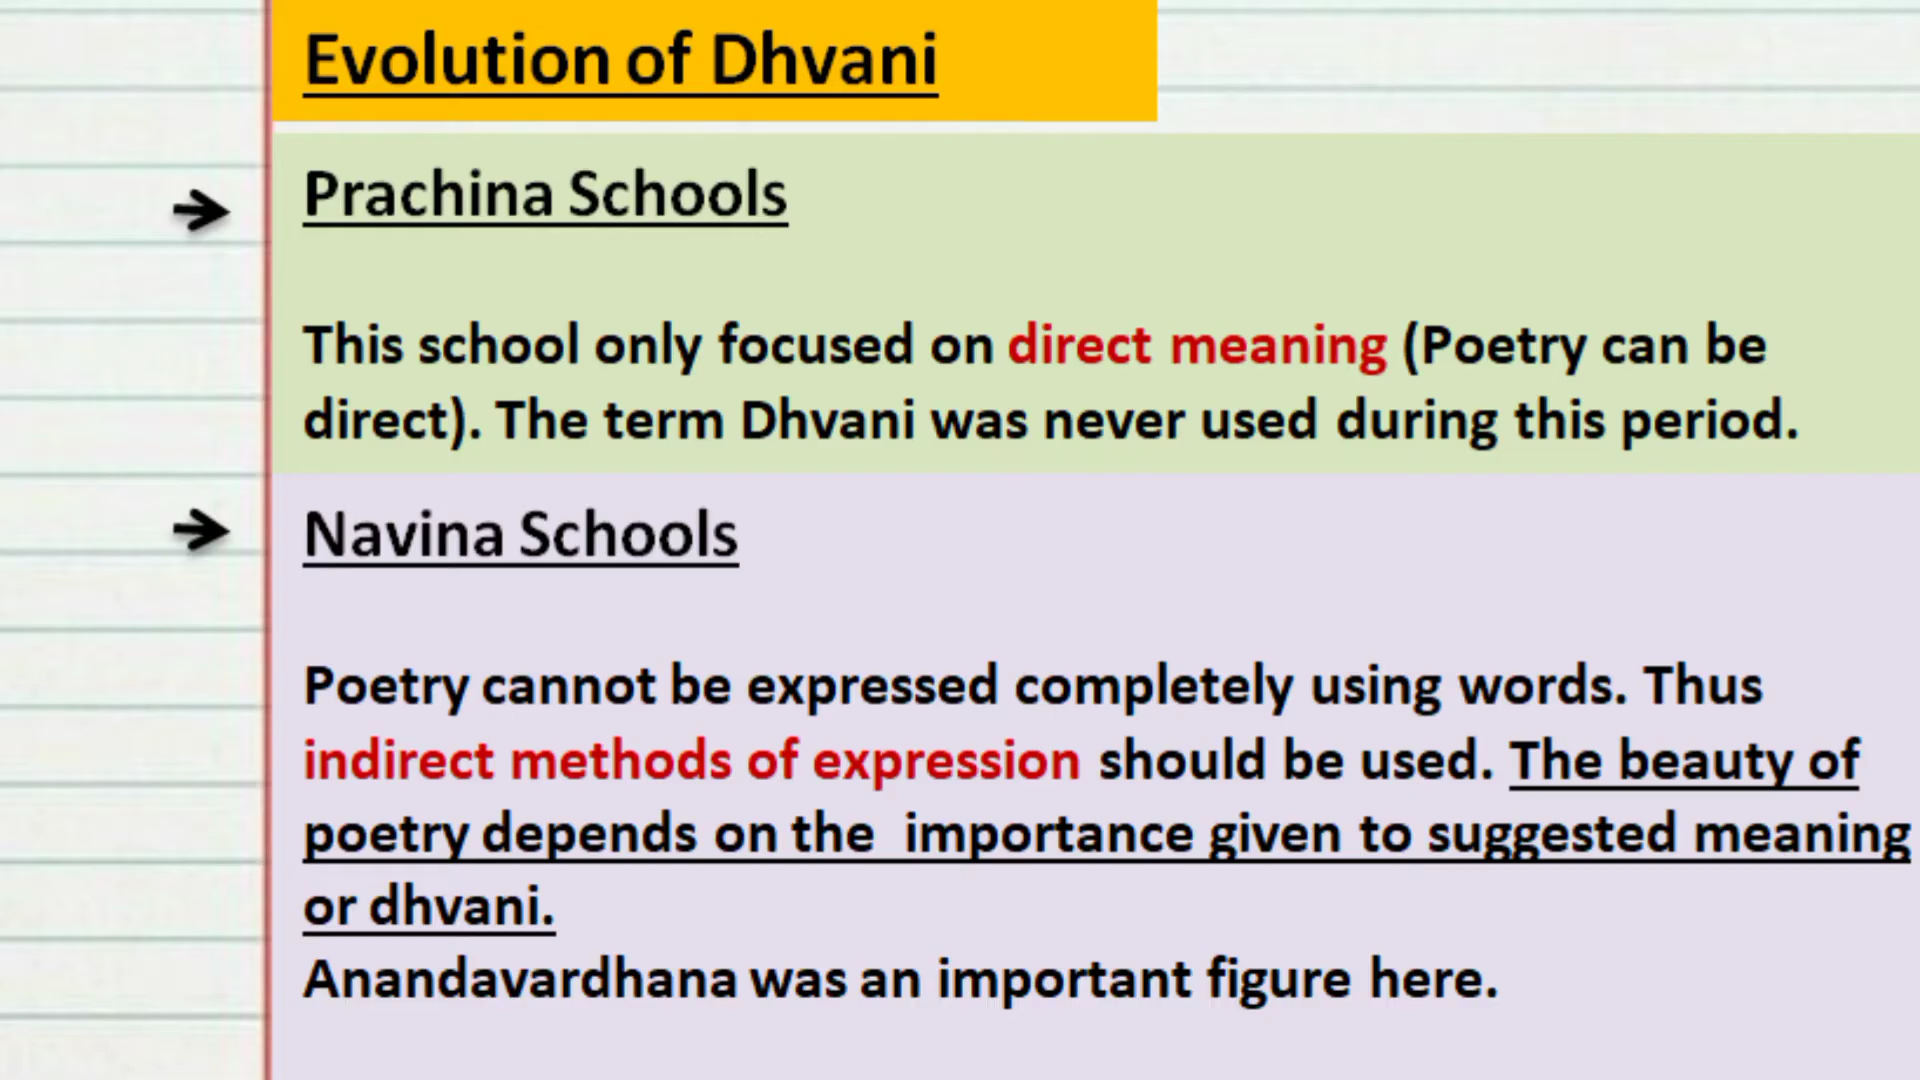 Evolution of Dhvani
Prachina Schools
This school only focused on direct meaning (Poetry can be
direct). The term Dhvani was never used during this period.
Navina Schools
Poetry cannot be expressed completely using words. Thus
indirect methods of expression should be used. The beauty of
poetry depends on the  importance given to suggested meaning
or dhvani.
Anandavardhana was an important figure here.